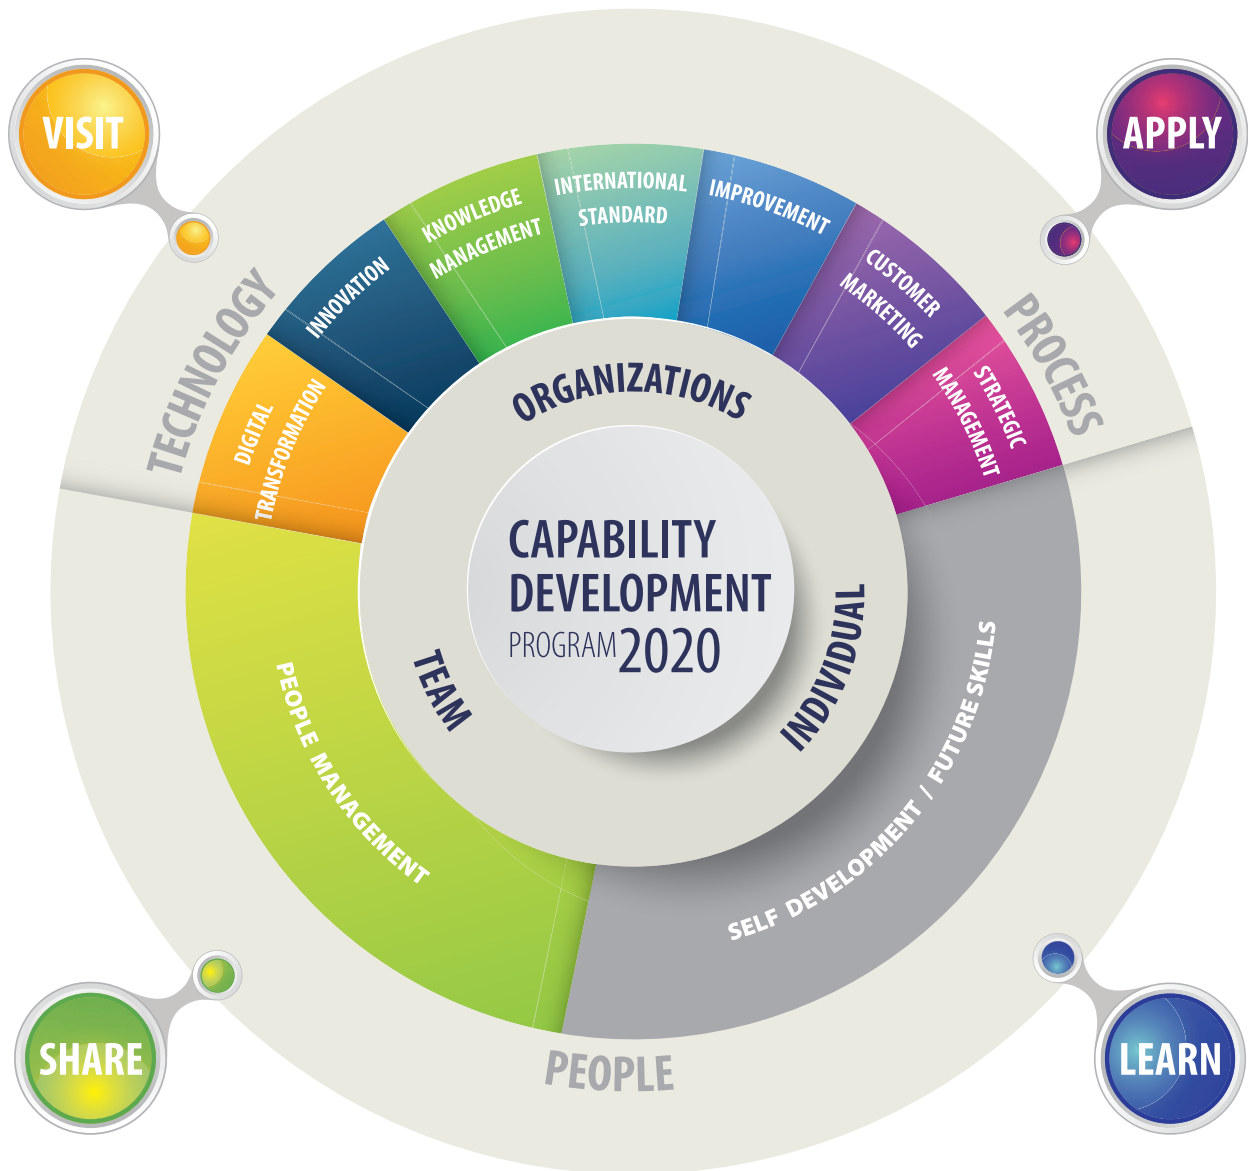 VISIT
APPLY
TECHNOLOGY
PROCESS
DIGITAL
TRANSFORMATION
INNOVATION
KNOWLEDGE
MANAGEMENT
INTERNATIONAL
STANDARD
IMPROVEMENT
CUSTOMER
MARKETING
STRATEGIC
MANAGEMENT
ORGANIZATIONS
CAPABILITY
DEVELOPMENT
PROGRAM 2020
TEAM
INDIVIDUAL
PEOPLE MANAGEMENT
SELF DEVELOPMENT / FUTURE SKILLS
PEOPLE
SHARE
LEARN